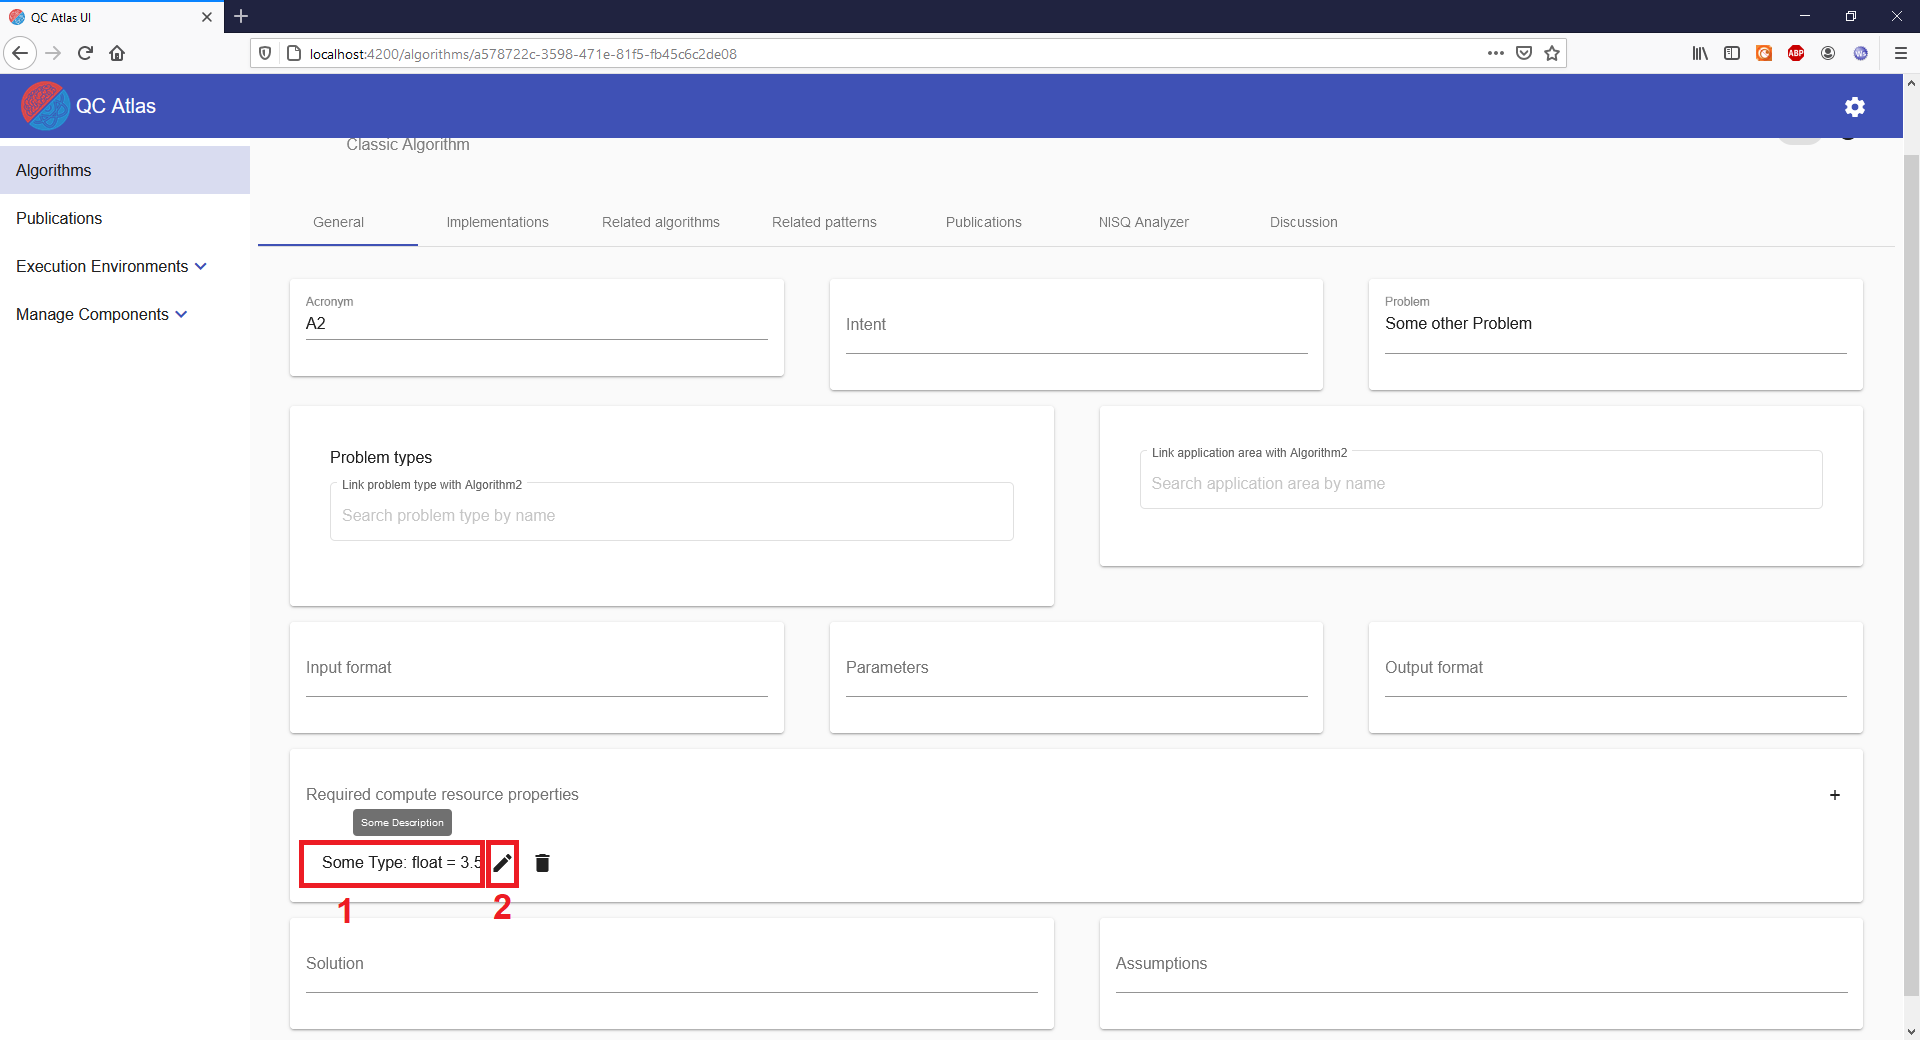 QC Atlas UI
localhost:4200/algorithms/a578722c-3598-471e-81f5-fb45c6c2de08
ABP
QC Atlas
Classic Algorithm
Algorithms
Publications
Execution Environments
Manage Components
General Implementations Related algorithms Related patterns Publications NISQ Analyzer Discussion
Acronym
A2
Intent
Problem
Some other Problem
Problem types
Link problem type with Algorithm2
Search problem type by name
Link application area with Algorithm2
Search application area by name
Input format
Parameters
Output format
Required compute resource properties
+
Some Description
Some Type: float = 3.5
1
2
Solution
Assumptions